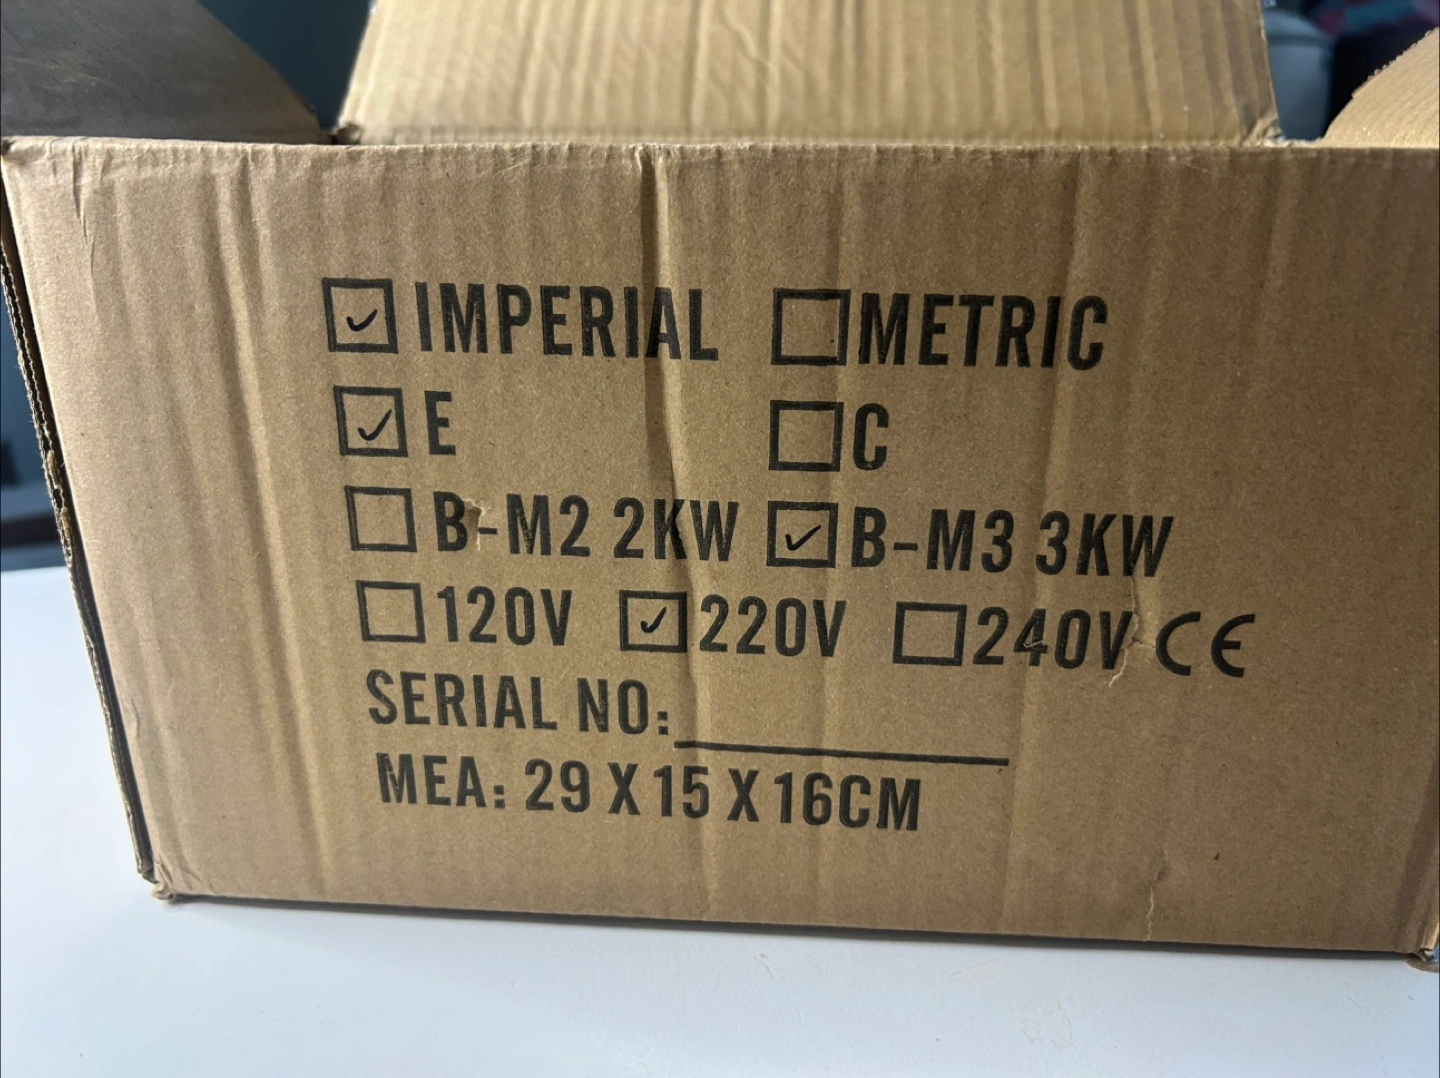 ☑ IMPERIAL ☐ METRIC
☑ E ☐ C
☐ B-M2 2KW ☑ B-M3 3KW
☐ 120V ☑ 220V ☐ 240V CE
SERIAL NO:
MEA: 29 X 15 X 16CM